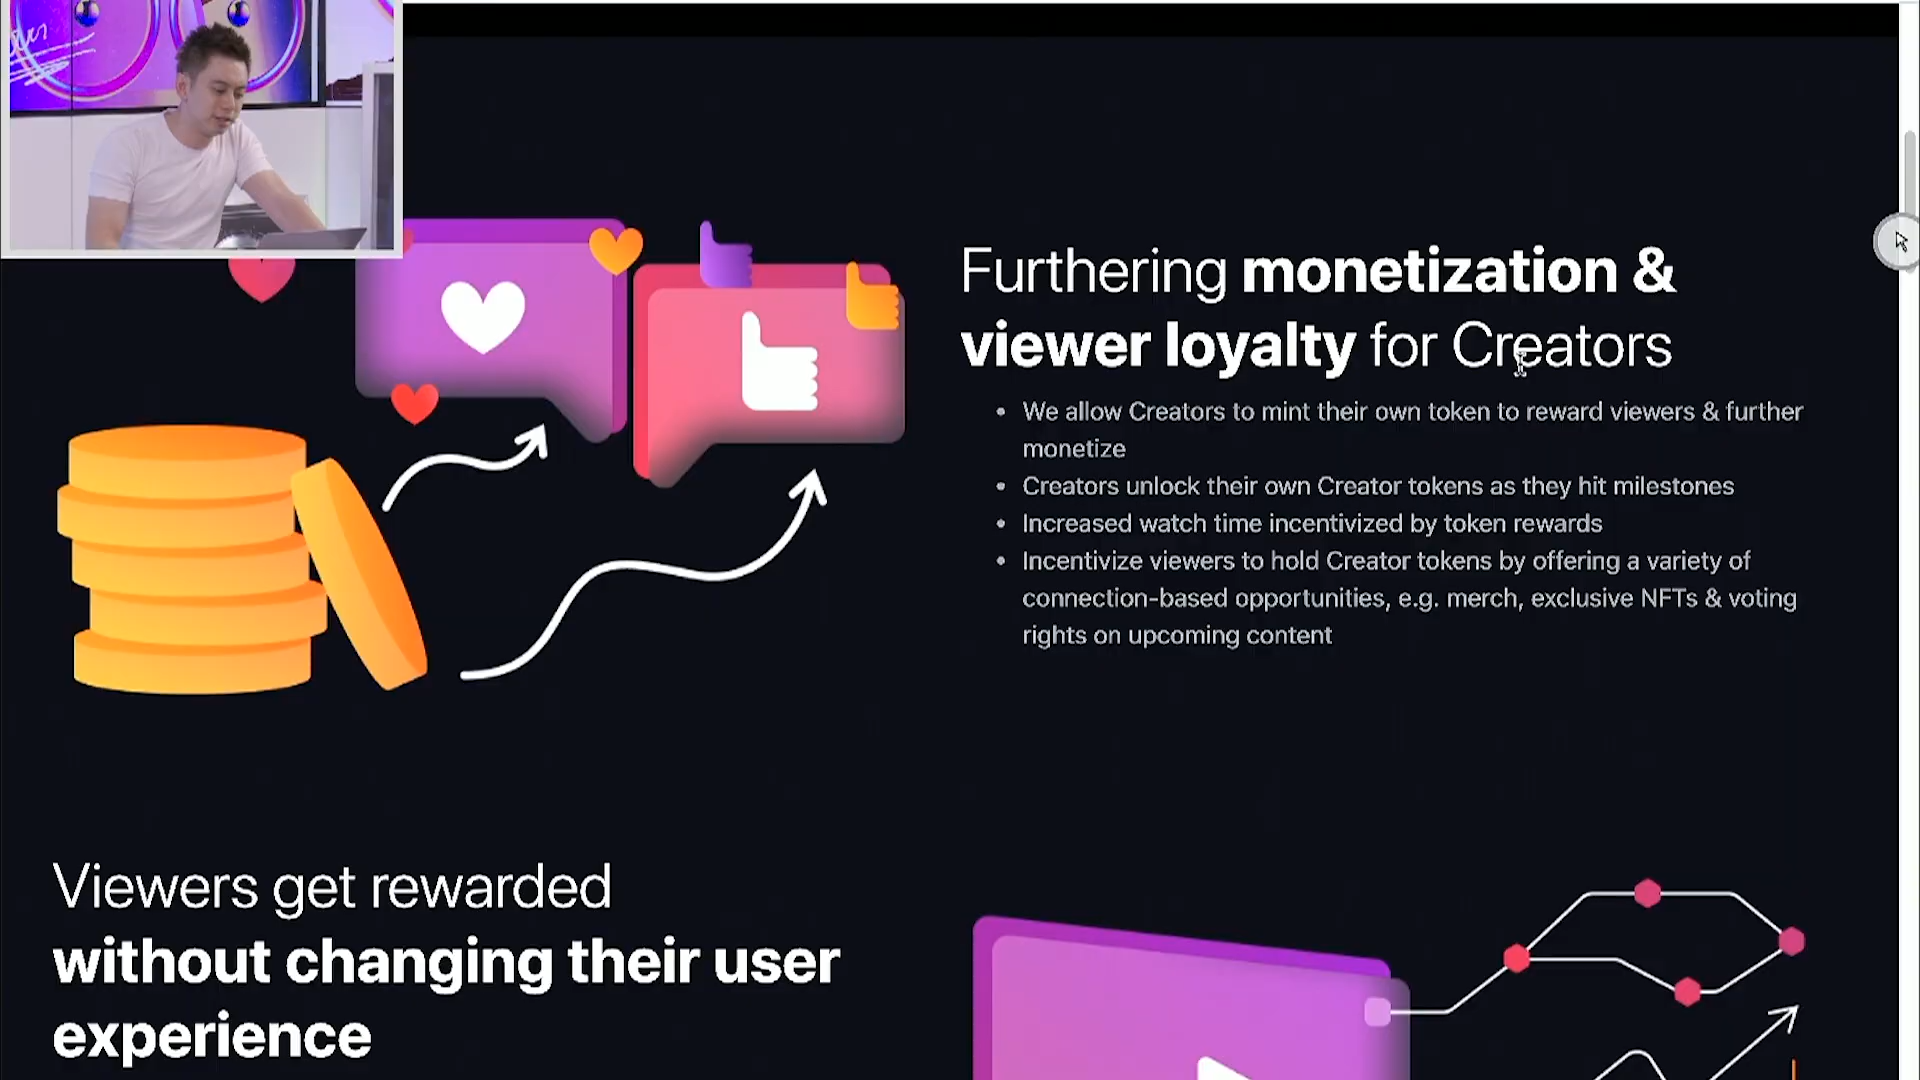 Furthering monetization &
viewer loyalty for Creators
• We allow Creators to mint their own token to reward viewers & further
monetize
• Creators unlock their own Creator tokens as they hit milestones
• Increased watch time incentivized by token rewards
• Incentivize viewers to hold Creator tokens by offering a variety of
connection-based opportunities, e.g. merch, exclusive NFTs & voting
rights on upcoming content
Viewers get rewarded
without changing their user
experience